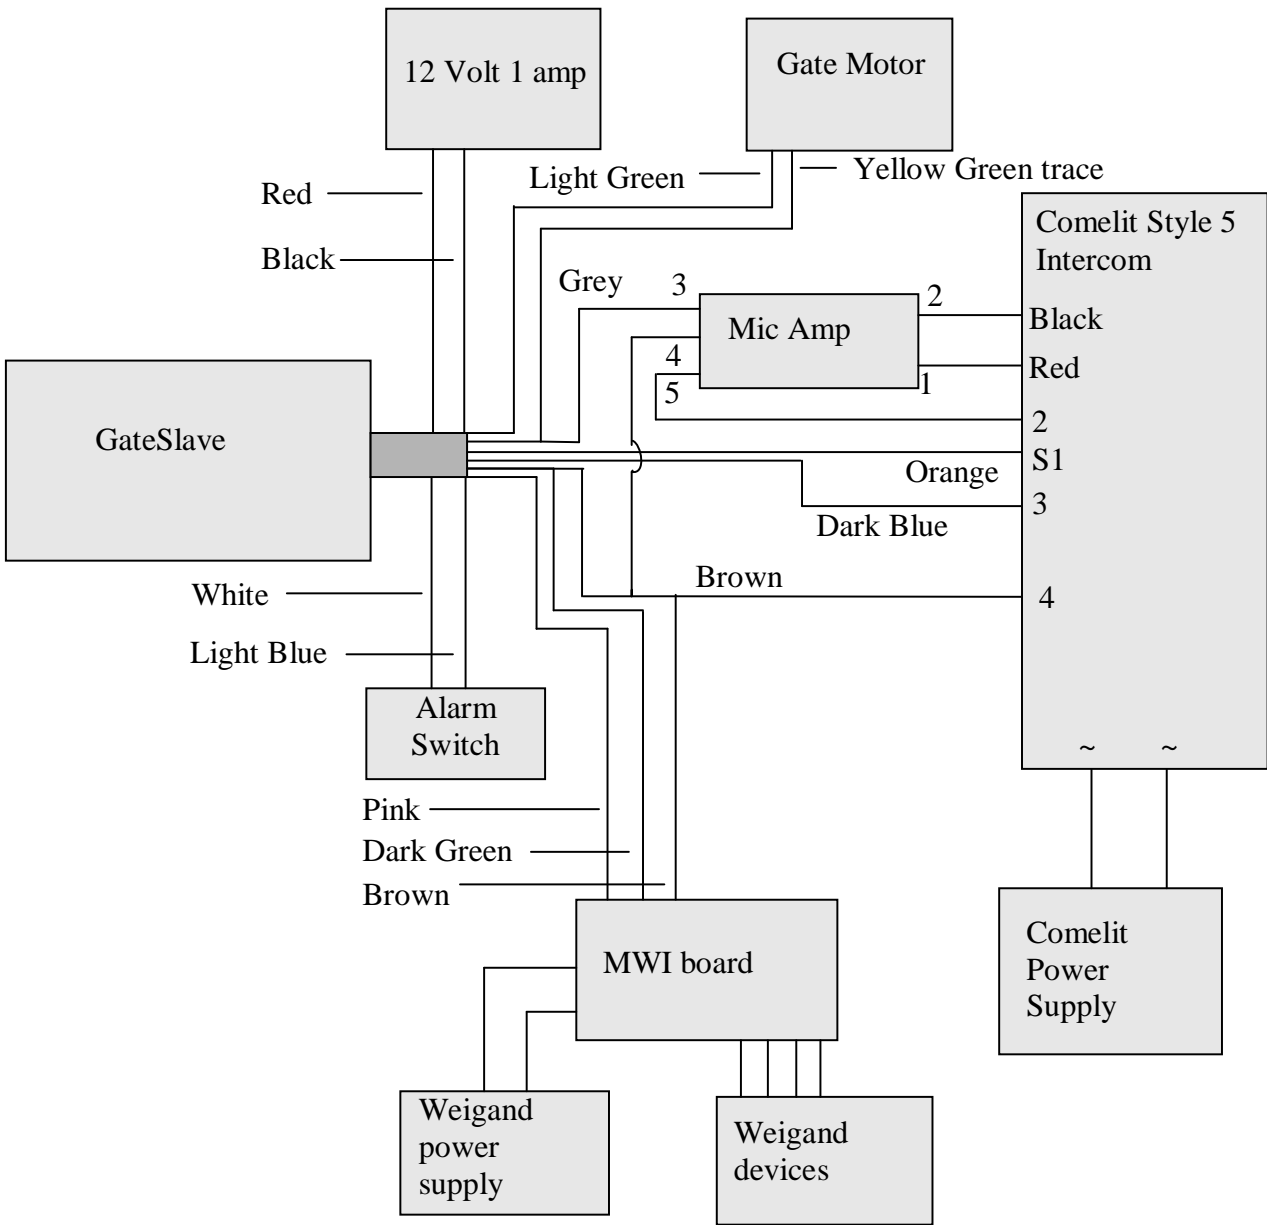 12 Volt 1 amp
Gate Motor
Light Green
Yellow Green trace
Red
Black
Comelit Style 5
Intercom
Grey
3
2
Mic Amp
Black
4
Red
5
1
2
GateSlave
S1
Orange
3
Dark Blue
Brown
4
White
Light Blue
Alarm
Switch
~ ~
Pink
Dark Green
Brown
MWI board
Comelit
Power
Supply
Weigand
power
supply
Weigand
devices